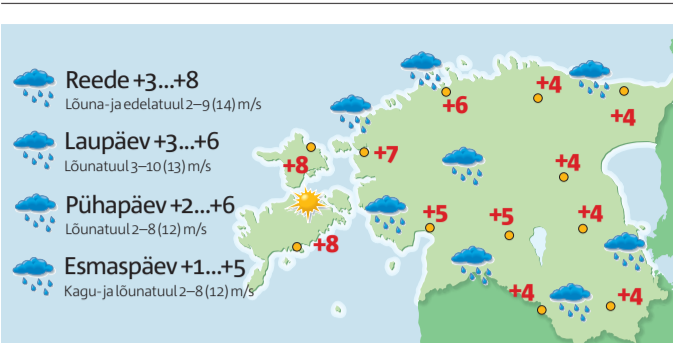 Reede +3...+8
Lõuna- ja edelatuul 2–9 (14) m/s
Laupäev +3...+6
Lõunatuul 3–10 (13) m/s
Pühapäev +2...+6
Lõunatuul 2–8 (12) m/s
Esmaspäev +1...+5
Kagu- ja lõunatuul 2–8 (12) m/s
+4
+6
+4
+7
+8
+4
+5
+5
+4
+8
+4
+4